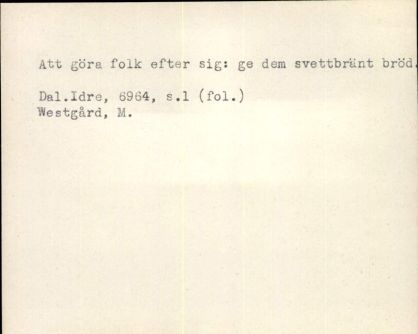 Att göra folk efter sig: ge dem svettbränt bröd.
Dal.Idre, 6964, s.1 (fol.)
Westgård, M.